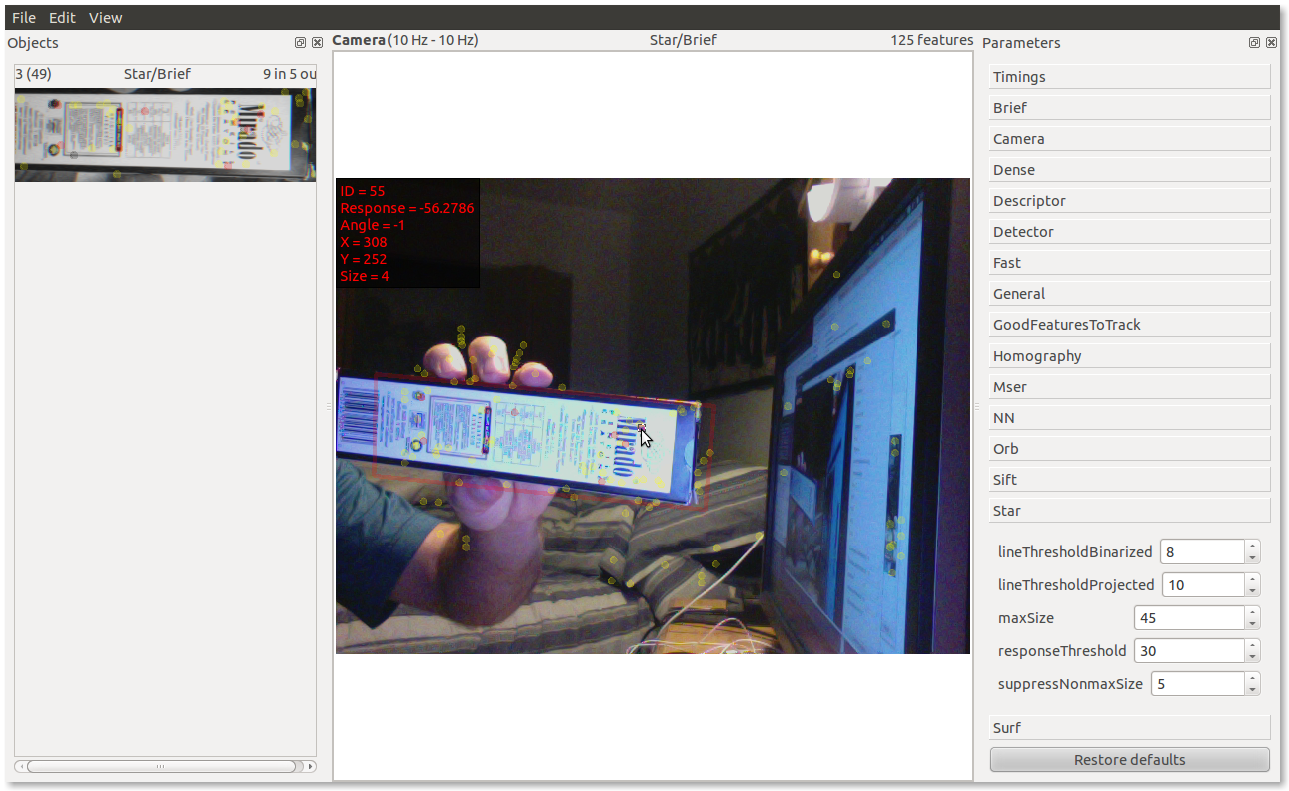 File Edit View
Objects
3 (49) Star/Brief 9 in 5 ou
Murado
Camera (10 Hz - 10 Hz) Star/Brief 125 features
ID = 55
Response = -56.2786
Angle = -1
X = 308
Y = 252
Size = 4
Murado
Parameters
Timings
Brief
Camera
Dense
Descriptor
Detector
Fast
General
GoodFeaturesToTrack
Homography
Mser
NN
Orb
Sift
Star
lineThresholdBinarized 8
lineThresholdProjected 10
maxSize 45
responseThreshold 30
suppressNonmaxSize 5
Surf
Restore defaults